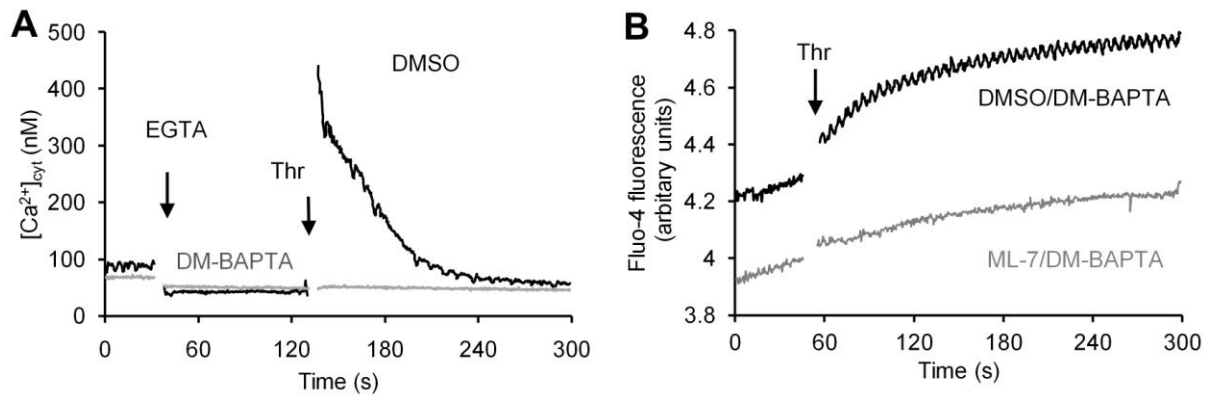 A
[Ca²⁺]cyt (nM)
500
400
300
200
100
0
EGTA
Thr
DMSO
DM-BAPTA
0
60
120
180
240
300
Time (s)
B
Fluo-4 fluorescence
(arbitary units)
4.8
4.6
4.4
4.2
4
3.8
Thr
DMSO/DM-BAPTA
ML-7/DM-BAPTA
0
60
120
180
240
300
Time (s)